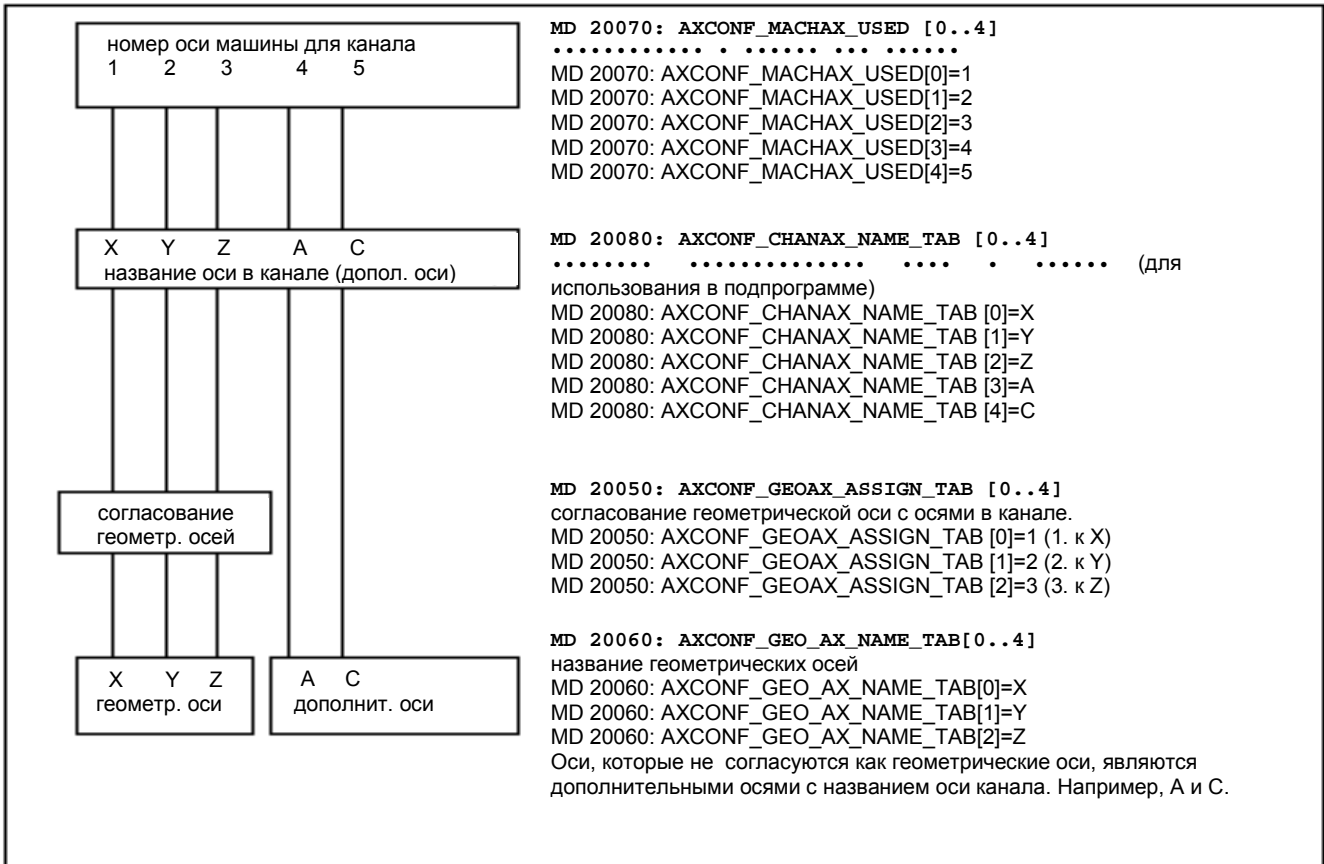 номер оси машины для канала
1 2 3 4 5
X Y Z A C
название оси в канале (допол. оси)
согласование
геометр. осей
X Y Z
геометр. оси
A C
дополнит. оси
MD 20070: AXCONF_MACHAX_USED [0..4]
•••••••••••• • •••••• ••• ••••••
MD 20070: AXCONF_MACHAX_USED[0]=1
MD 20070: AXCONF_MACHAX_USED[1]=2
MD 20070: AXCONF_MACHAX_USED[2]=3
MD 20070: AXCONF_MACHAX_USED[3]=4
MD 20070: AXCONF_MACHAX_USED[4]=5
MD 20080: AXCONF_CHANAX_NAME_TAB [0..4]
•••••••• •••••••••••••• •••• • •••••• (для
использования в подпрограмме)
MD 20080: AXCONF_CHANAX_NAME_TAB [0]=X
MD 20080: AXCONF_CHANAX_NAME_TAB [1]=Y
MD 20080: AXCONF_CHANAX_NAME_TAB [2]=Z
MD 20080: AXCONF_CHANAX_NAME_TAB [3]=A
MD 20080: AXCONF_CHANAX_NAME_TAB [4]=C
MD 20050: AXCONF_GEOAX_ASSIGN_TAB [0..4]
согласование геометрической оси с осями в канале.
MD 20050: AXCONF_GEOAX_ASSIGN_TAB [0]=1 (1. к X)
MD 20050: AXCONF_GEOAX_ASSIGN_TAB [1]=2 (2. к Y)
MD 20050: AXCONF_GEOAX_ASSIGN_TAB [2]=3 (3. к Z)
MD 20060: AXCONF_GEO_AX_NAME_TAB[0..4]
название геометрических осей
MD 20060: AXCONF_GEO_AX_NAME_TAB[0]=X
MD 20060: AXCONF_GEO_AX_NAME_TAB[1]=Y
MD 20060: AXCONF_GEO_AX_NAME_TAB[2]=Z
Оси, которые не согласуются как геометрические оси, являются
дополнительными осями с названием оси канала. Например, А и С.